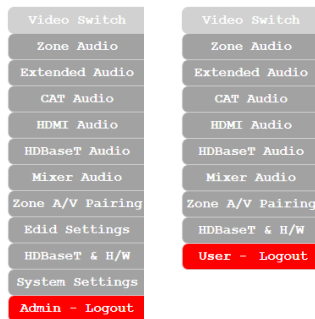 Video Switch
Zone Audio
Extended Audio
CAT Audio
HDMI Audio
HDBaseT Audio
Mixer Audio
Zone A/V Pairing
Edid Settings
HDBaseT & H/W
System Settings
Admin - Logout
Video Switch
Zone Audio
Extended Audio
CAT Audio
HDMI Audio
HDBaseT Audio
Mixer Audio
Zone A/V Pairing
HDBaseT & H/W
User - Logout